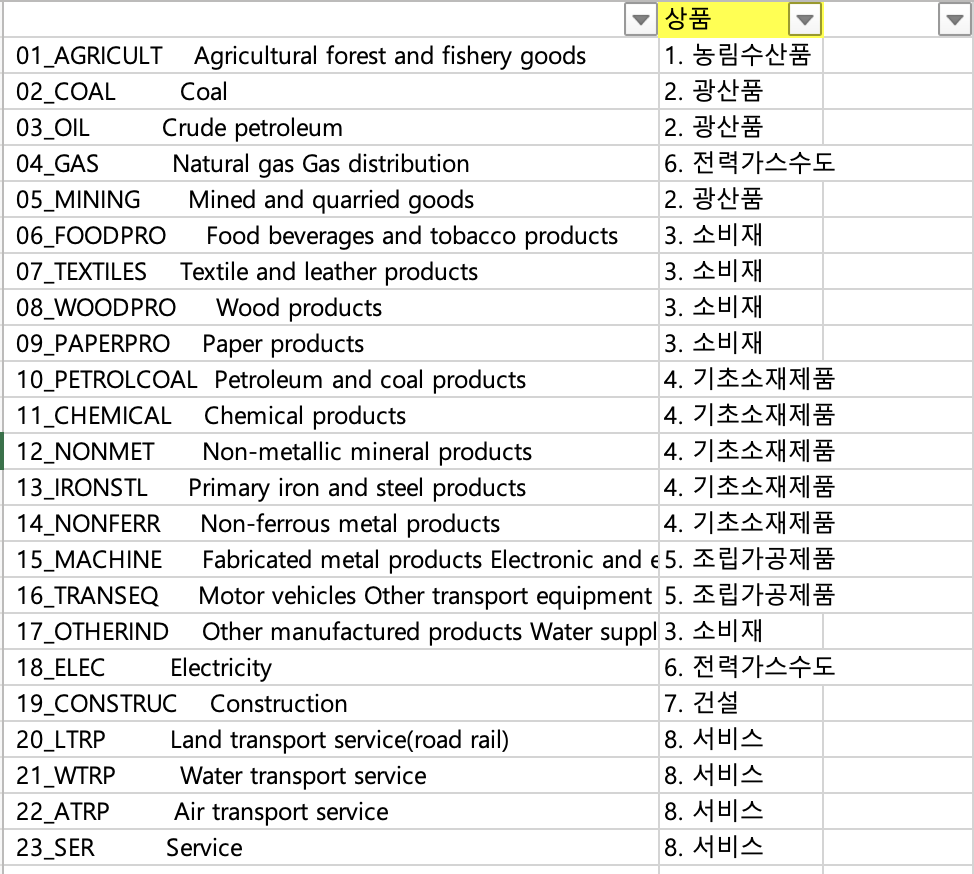 상품
01_AGRICULT Agricultural forest and fishery goods 1. 농림수산품
02_COAL Coal 2. 광산품
03_OIL Crude petroleum 2. 광산품
04_GAS Natural gas Gas distribution 6. 전력가스수도
05_MINING Mined and quarried goods 2. 광산품
06_FOODPRO Food beverages and tobacco products 3. 소비재
07_TEXTILES Textile and leather products 3. 소비재
08_WOODPRO Wood products 3. 소비재
09_PAPERPRO Paper products 3. 소비재
10_PETROLCOAL Petroleum and coal products 4. 기초소재제품
11_CHEMICAL Chemical products 4. 기초소재제품
12_NONMET Non-metallic mineral products 4. 기초소재제품
13_IRONSTL Primary iron and steel products 4. 기초소재제품
14_NONFERR Non-ferrous metal products 4. 기초소재제품
15_MACHINE Fabricated metal products Electronic and e 5. 조립가공제품
16_TRANSEQ Motor vehicles Other transport equipment 5. 조립가공제품
17_OTHERIND Other manufactured products Water suppl 3. 소비재
18_ELEC Electricity 6. 전력가스수도
19_CONSTRUC Construction 7. 건설
20_LTRP Land transport service(road rail) 8. 서비스
21_WTRP Water transport service 8. 서비스
22_ATRP Air transport service 8. 서비스
23_SER Service 8. 서비스